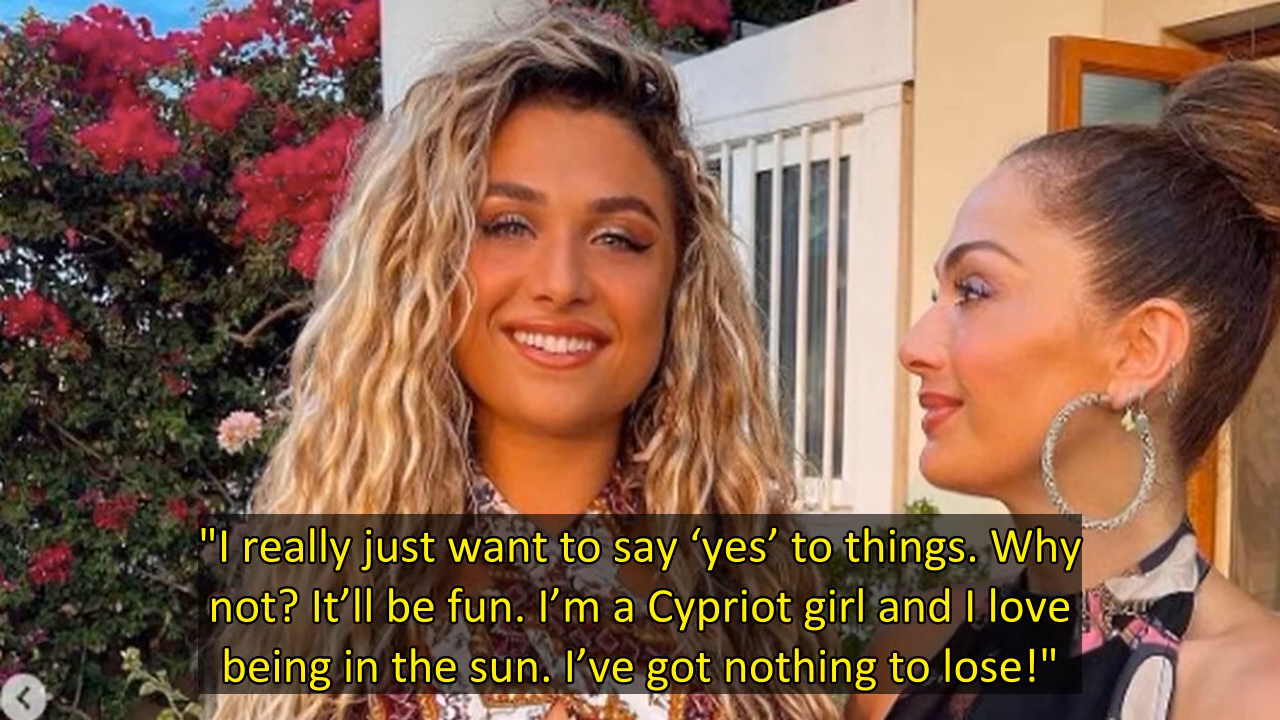 "I really just want to say ‘yes’ to things. Why
not? It’ll be fun. I’m a Cypriot girl and I love
being in the sun. I’ve got nothing to lose!"